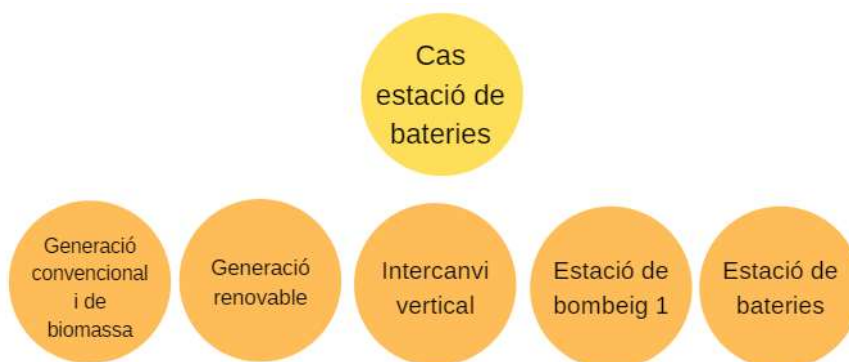 Cas
estació de
bateries
Generació
convencional
i de
biomassa
Generació
renovable
Intercanvi
vertical
Estació de
bombeig 1
Estació de
bateries